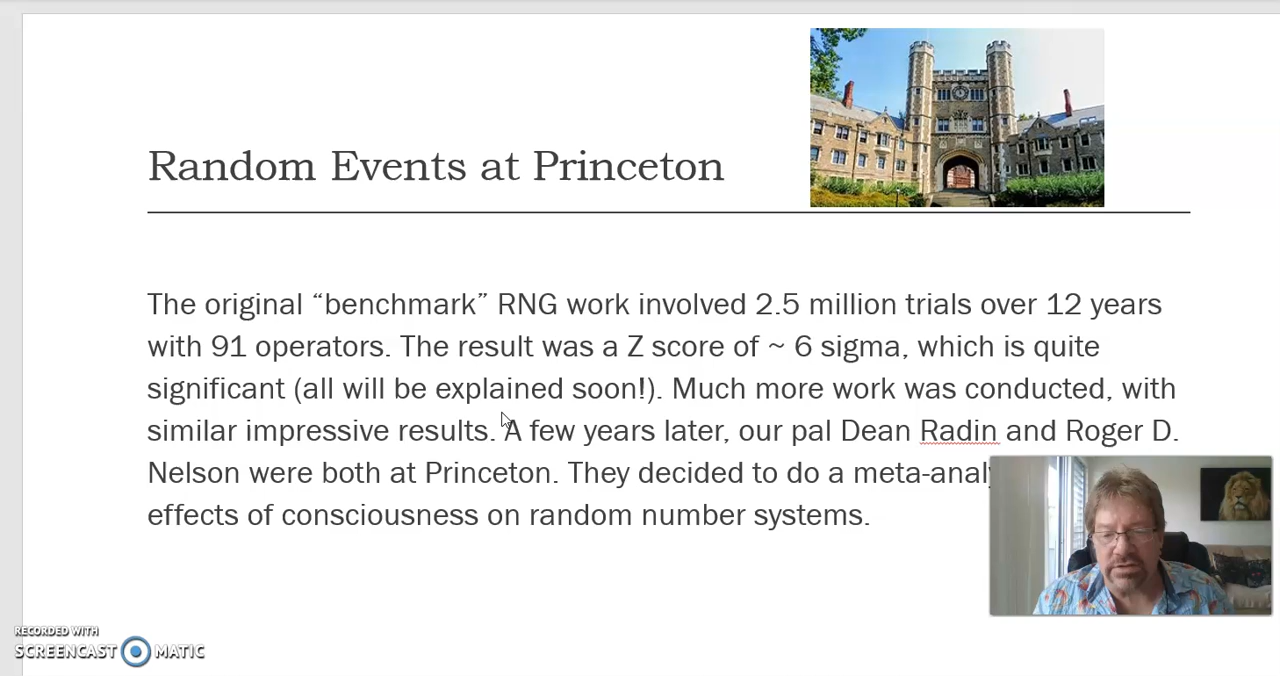 Random Events at Princeton
The original “benchmark” RNG work involved 2.5 million trials over 12 years
with 91 operators. The result was a Z score of ~ 6 sigma, which is quite
significant (all will be explained soon!). Much more work was conducted, with
similar impressive results. A few years later, our pal Dean Radin and Roger D.
Nelson were both at Princeton. They decided to do a
effects of consciousness on random number systems.
RECORDED WITH
SCREENCAST MATIC